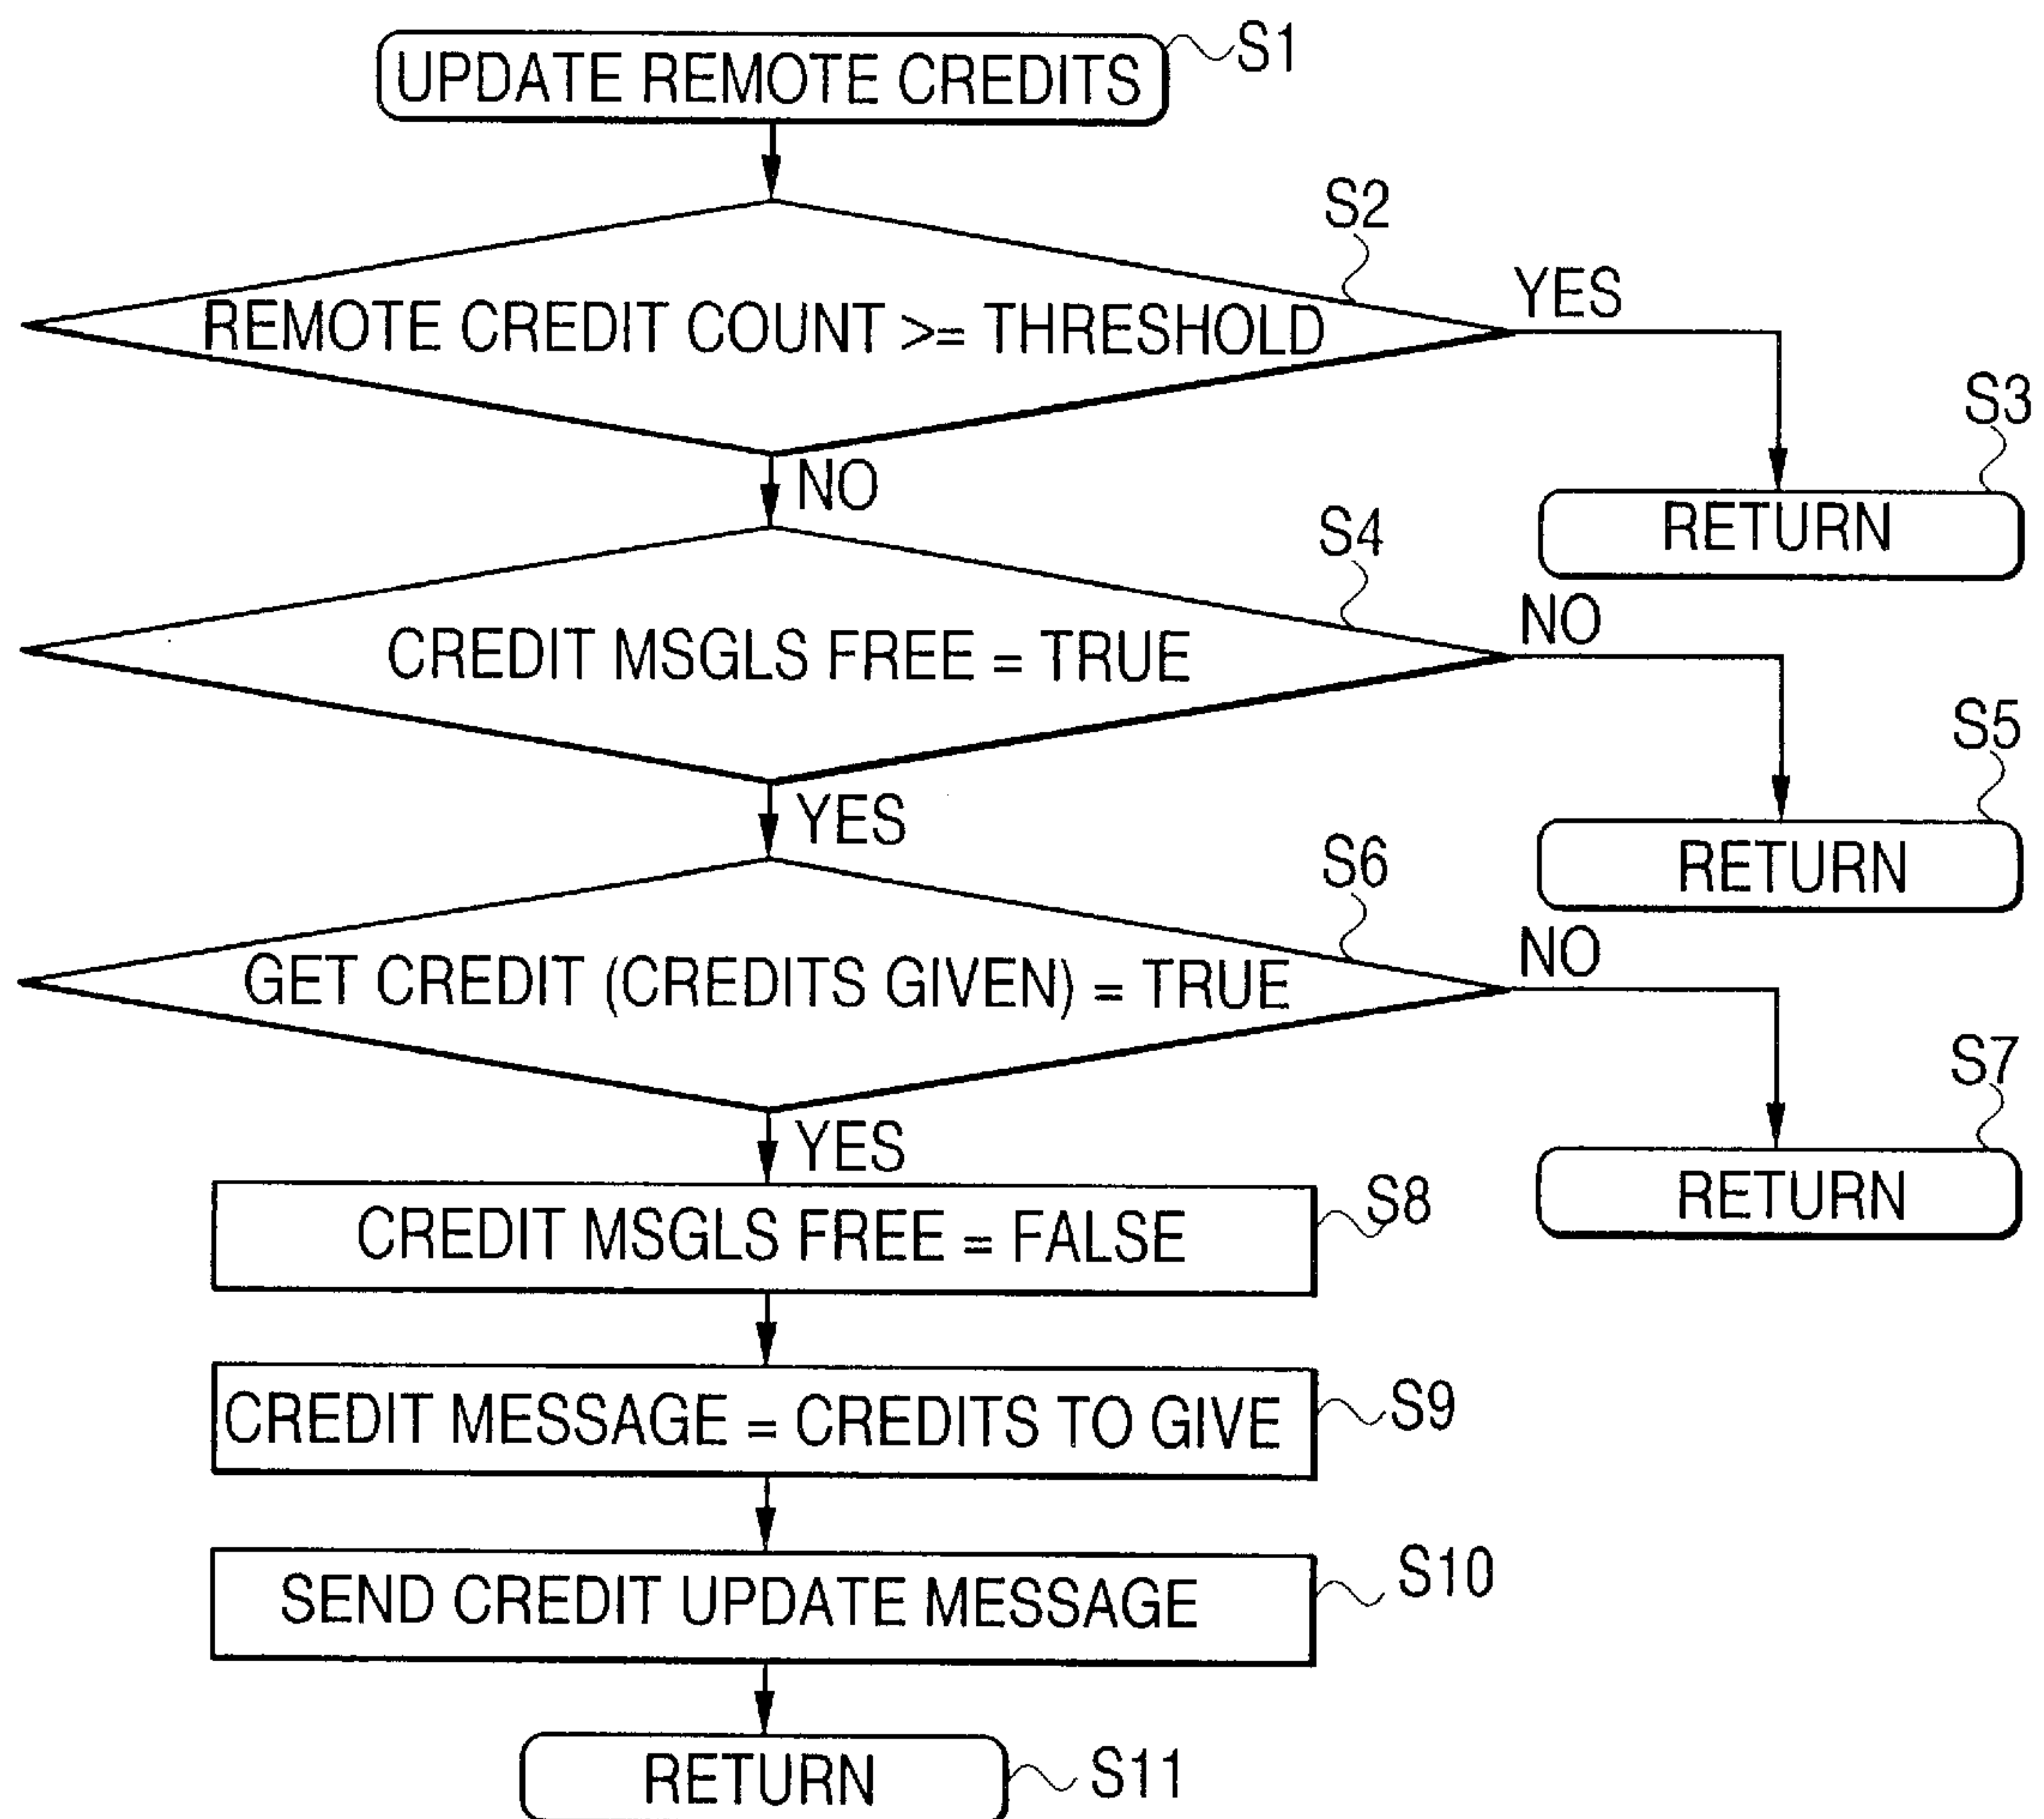 UPDATE REMOTE CREDITS
S1
S2
REMOTE CREDIT COUNT >= THRESHOLD
YES
S3
NO
RETURN
S4
CREDIT MSGLS FREE = TRUE
NO
S5
YES
RETURN
S6
GET CREDIT (CREDITS GIVEN) = TRUE
NO
S7
YES
RETURN
CREDIT MSGLS FREE = FALSE
S8
CREDIT MESSAGE = CREDITS TO GIVE
S9
SEND CREDIT UPDATE MESSAGE
S10
RETURN
S11